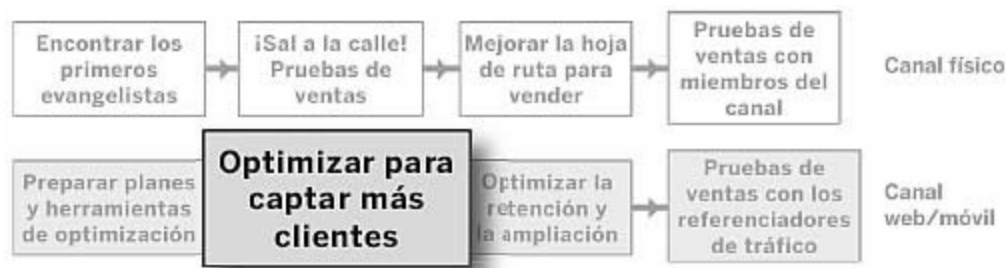 Encontrar los
primeros
evangelistas
¡Sal a la calle!
Pruebas de
ventas
Mejorar la hoja
de ruta para
vender
Pruebas de
ventas con
miembros del
canal
Canal físico
Preparar planes
y herramientas
de optimización
Optimizar para
captar más
clientes
Optimizar la
retención y
la ampliación
Pruebas de
ventas con los
referenciadores
de tráfico
Canal
web/móvil